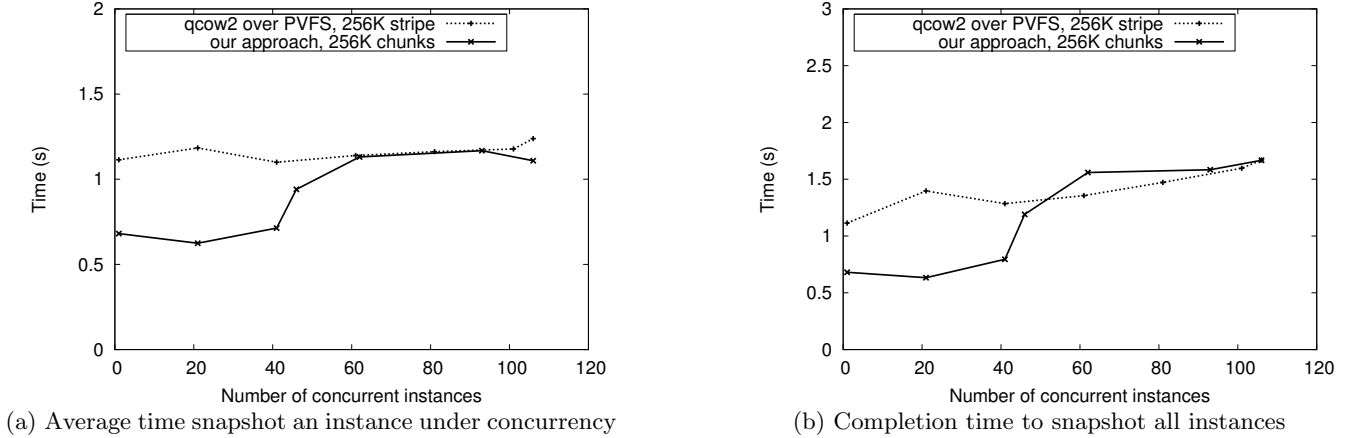 2
1.5
1
0.5
0
Time (s)
qcow2 over PVFS, 256K stripe
our approach, 256K chunks
0 20 40 60 80 100 120
Number of concurrent instances
(a) Average time snapshot an instance under concurrency
3
2.5
2
1.5
1
0.5
0
Time (s)
qcow2 over PVFS, 256K stripe
our approach, 256K chunks
0 20 40 60 80 100 120
Number of concurrent instances
(b) Completion time to snapshot all instances